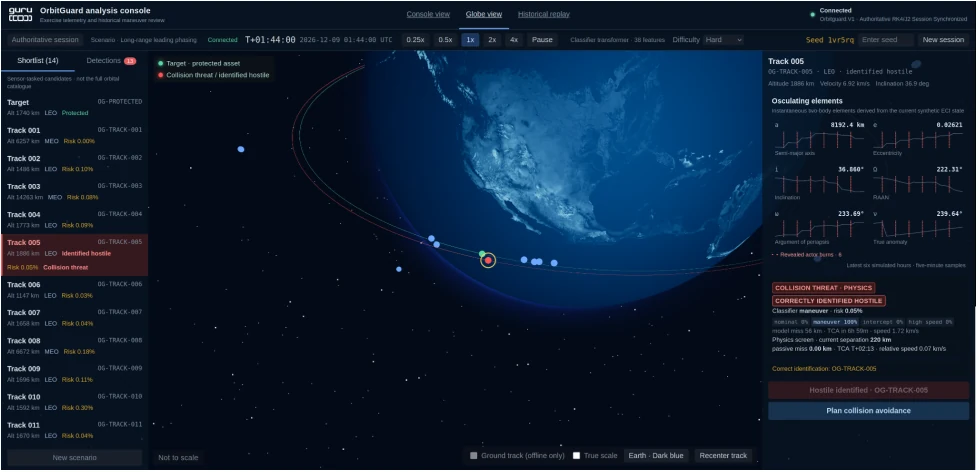 guru
OrbitGuard analysis console
Exercise telemetry and historical maneuver review
Console view
Globe view
Historical replay
Connected
Orbitguard V1 · Authoritative RK4/J2 Session Synchronized
Authoritative session
Scenario · Long-range leading phasing
Connected
T+01:44:00 2026-12-09 01:44:00 UTC
0.25x
0.5x
1x
2x
4x
Pause
Classifier transformer · 36 features
Difficulty
Hard
Seed 1vr5rq
Enter seed
New session
Shortlist (14)
Detections 13
Sensor-tasked candidates · not the full orbital
catalogue
Target OG-PROTECTED
Alt 1740 km LEO Protected
Track 001 OG-TRACK-001
Alt 6257 km MEO Risk 0.00%
Track 002 OG-TRACK-002
Alt 1486 km LEO Risk 0.10%
Track 003 OG-TRACK-003
Alt 14263 km MEO Risk 0.08%
Track 004 OG-TRACK-004
Alt 1773 km LEO Risk 0.09%
Track 005 OG-TRACK-005
Alt 1886 km LEO Identified hostile
Risk 0.05% Collision threat
Track 006 OG-TRACK-006
Alt 1147 km LEO Risk 0.03%
Track 007 OG-TRACK-007
Alt 1658 km LEO Risk 0.04%
Track 008 OG-TRACK-008
Alt 6672 km MEO Risk 0.18%
Track 009 OG-TRACK-009
Alt 1696 km LEO Risk 0.11%
Track 010 OG-TRACK-010
Alt 1592 km LEO Risk 0.30%
Track 011 OG-TRACK-011
Alt 1670 km LEO Risk 0.04%
New scenario
Target · protected asset
Collision threat / identified hostile
Not to scale
Ground track (offline only)
True scale
Earth · Dark blue
Recenter track
Track 005
OG-TRACK-005 · LEO · identified hostile
Altitude 1886 km Velocity 6.92 km/s Inclination 36.9 deg
Osculating elements
Instantaneous two-body elements derived from the current synthetic ECI state
a 8192.4 km
Semi-major axis
e 0.02621
Eccentricity
i 36.860°
Inclination
Ω 222.31°
RAAN
ω 233.69°
Argument of periapsis
ν 239.64°
True anomaly
Revealed actor burns · 6
Latest six simulated hours · five-minute samples
COLLISION THREAT · PHYSICS
CORRECTLY IDENTIFIED HOSTILE
Classifier maneuver · risk 0.05%
nominal 0% maneuver 100% intercept 0% high speed 0%
model miss 56 km · TCA in 6h 59m · speed 1.72 km/s
Physics screen · current separation 220 km
passive miss 0.00 km · TCA T+02:13 · relative speed 0.07 km/s
Correct identification: OG-TRACK-005
Hostile identified · OG-TRACK-005
Plan collision avoidance